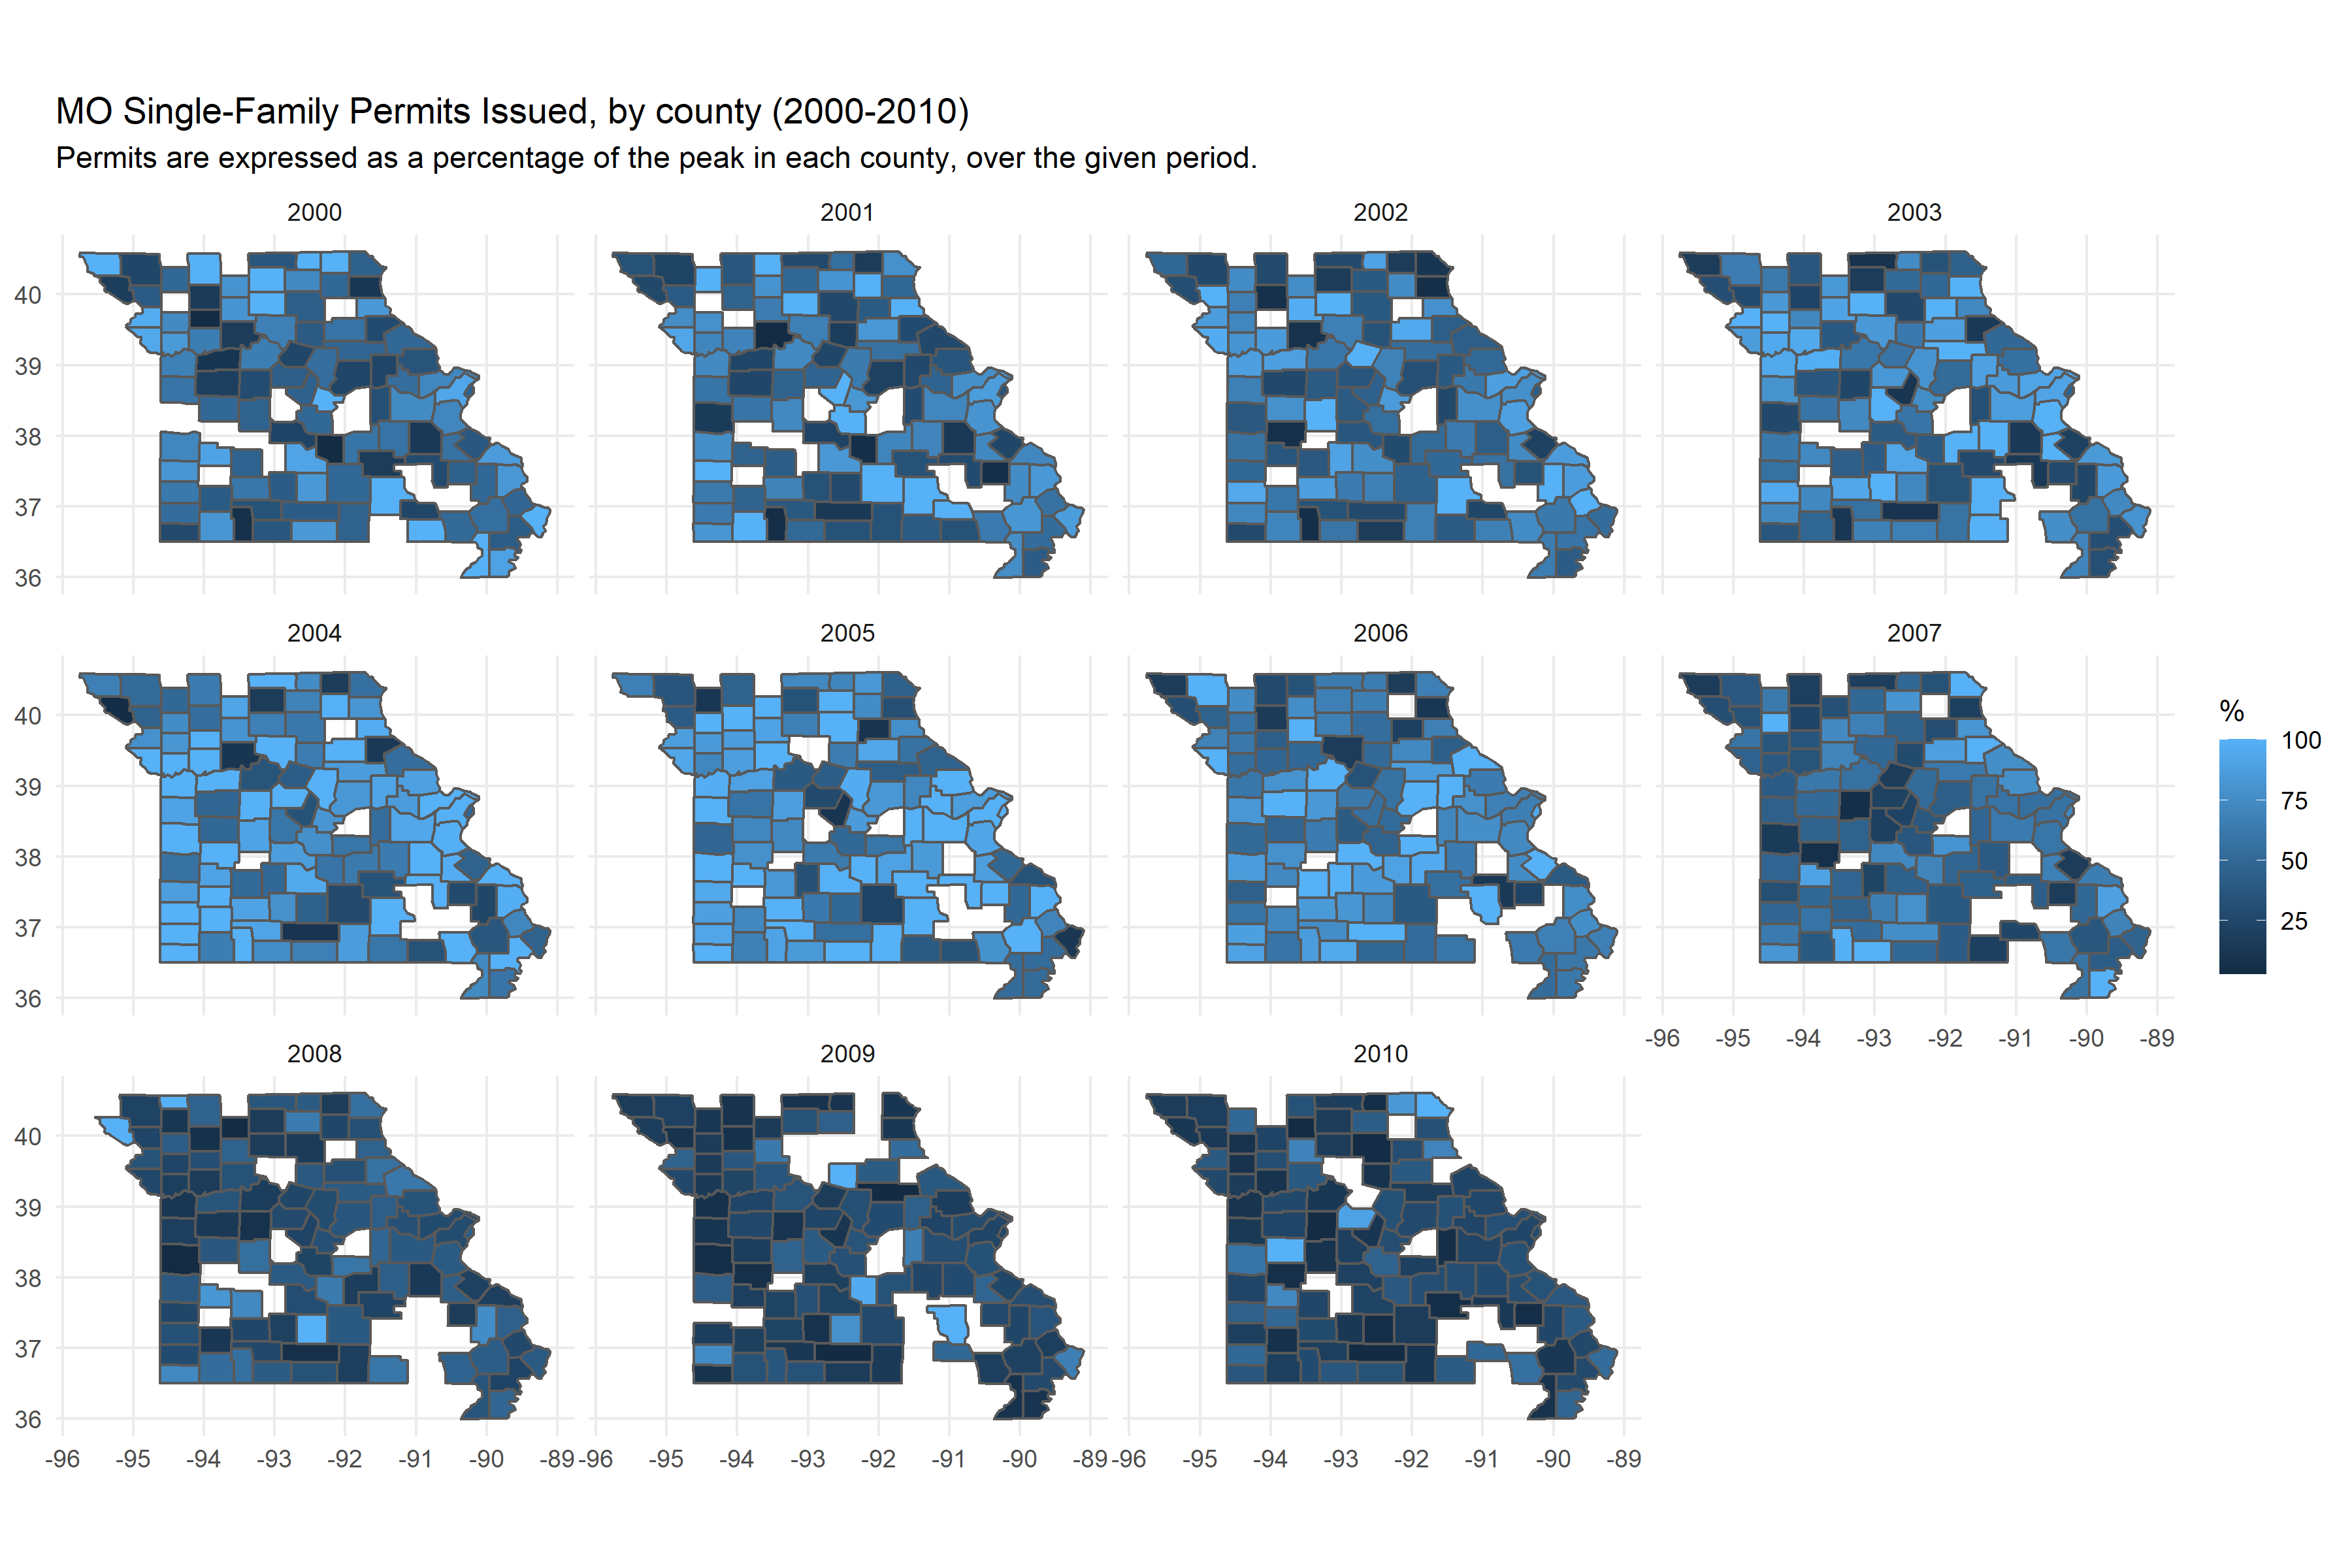 MO Single-Family Permits Issued, by county (2000-2010)
Permits are expressed as a percentage of the peak in each county, over the given period.
2000 2001 2002 2003
40
39
38
37
36
2004 2005 2006 2007
40
39
38
37
36
-96 -95 -94 -93 -92 -91 -90 -89
%
100
75
50
25
2008 2009 2010
40
39
38
37
36
-96 -95 -94 -93 -92 -91 -90 -89 -96 -95 -94 -93 -92 -91 -90 -89 -96 -95 -94 -93 -92 -91 -90 -89